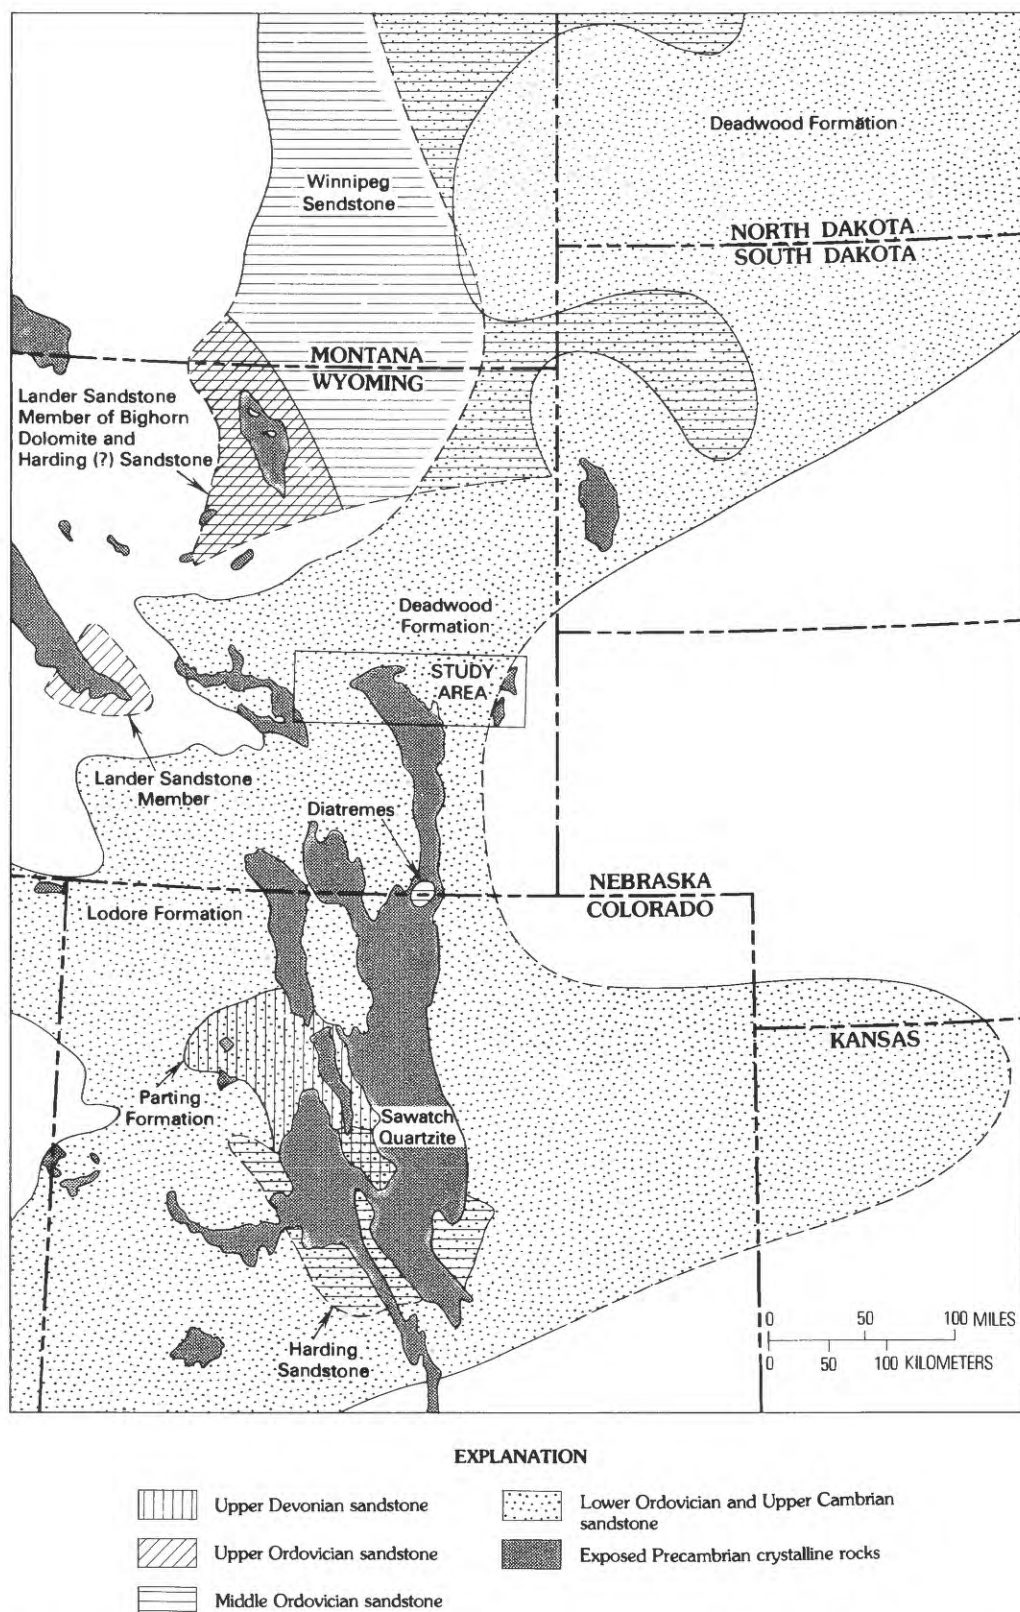 Deadwood Formation
Winnipeg
Sendstone
NORTH DAKOTA
SOUTH DAKOTA
MONTANA
WYOMING
Lander Sandstone
Member of Bighorn
Dolomite and
Harding (?) Sandstone
Deadwood
Formation
STUDY
AREA
Lander Sandstone
Member
Diatremes
NEBRASKA
COLORADO
Lodore Formation
KANSAS
Parting
Formation
Sawatch
Quartzite
Harding
Sandstone
0 50 100 MILES
0 50 100 KILOMETERS
EXPLANATION
Upper Devonian sandstone
Upper Ordovician sandstone
Middle Ordovician sandstone
Lower Ordovician and Upper Cambrian
sandstone
Exposed Precambrian crystalline rocks